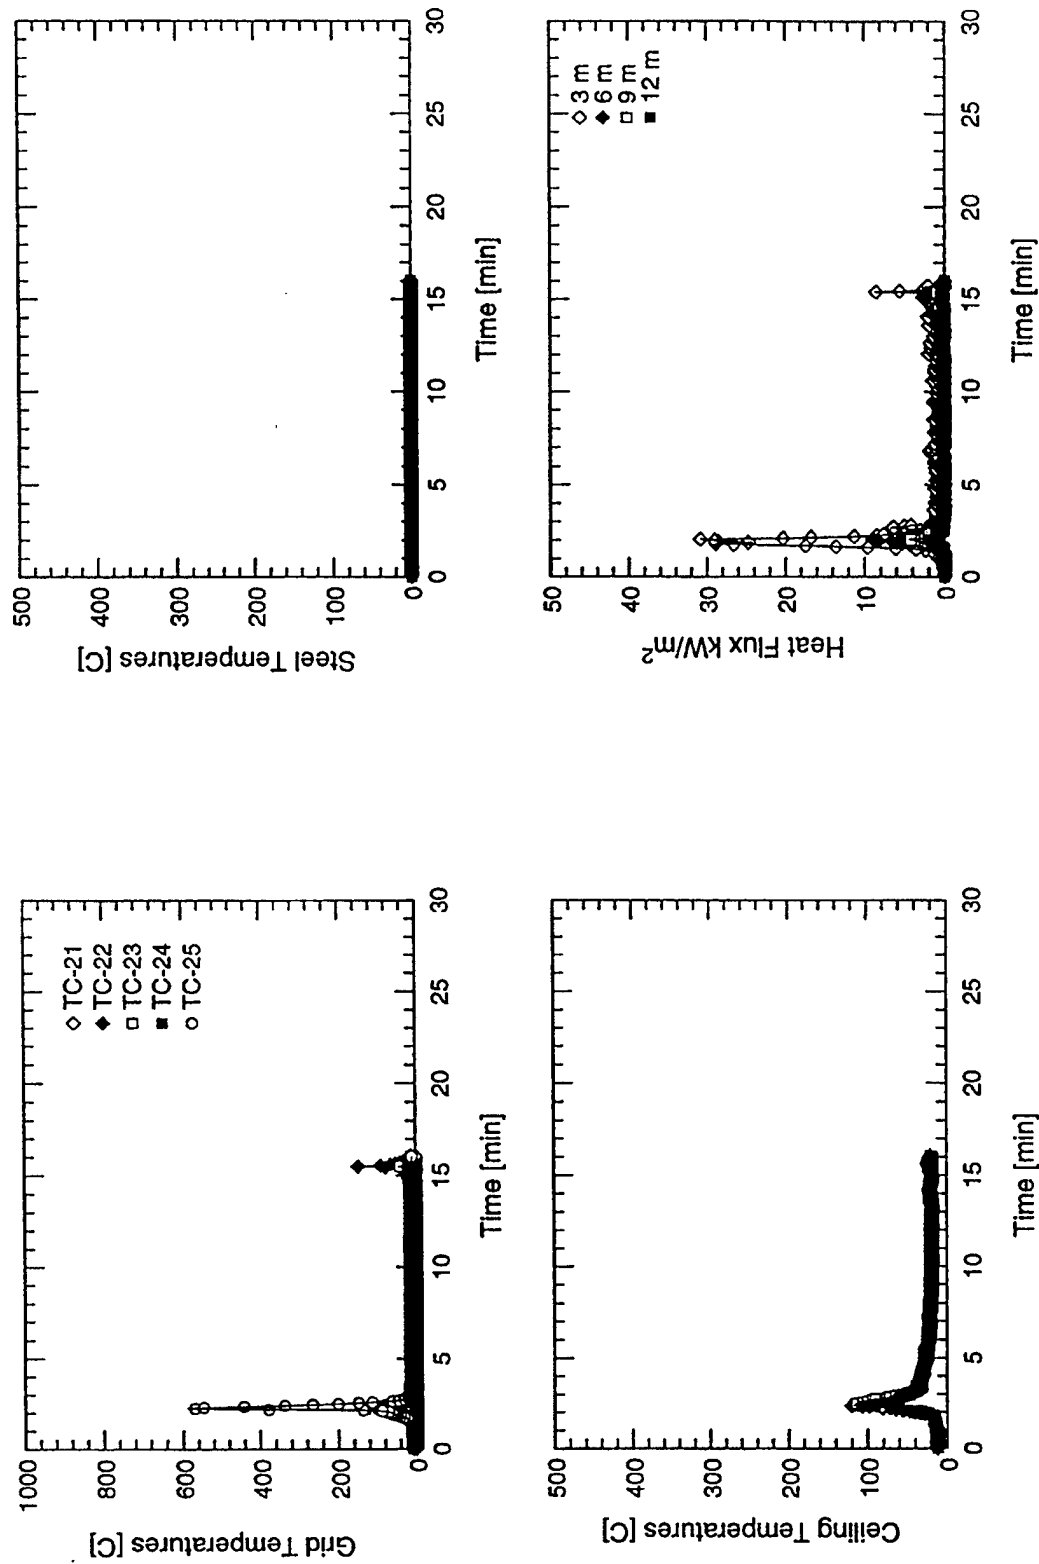 1000
800
600
400
200
0
Grid Temperatures [C]
0 5 10 15 20 25 30
Time [min]
TC-21
TC-22
TC-23
TC-24
TC-25
500
400
300
200
100
0
Steel Temperatures [C]
0 5 10 15 20 25 30
Time [min]
500
400
300
200
100
0
Ceiling Temperatures [C]
0 5 10 15 20 25 30
Time [min]
50
40
30
20
10
0
Heat Flux kW/m²
0 5 10 15 20 25 30
Time [min]
3 m
6 m
9 m
12 m